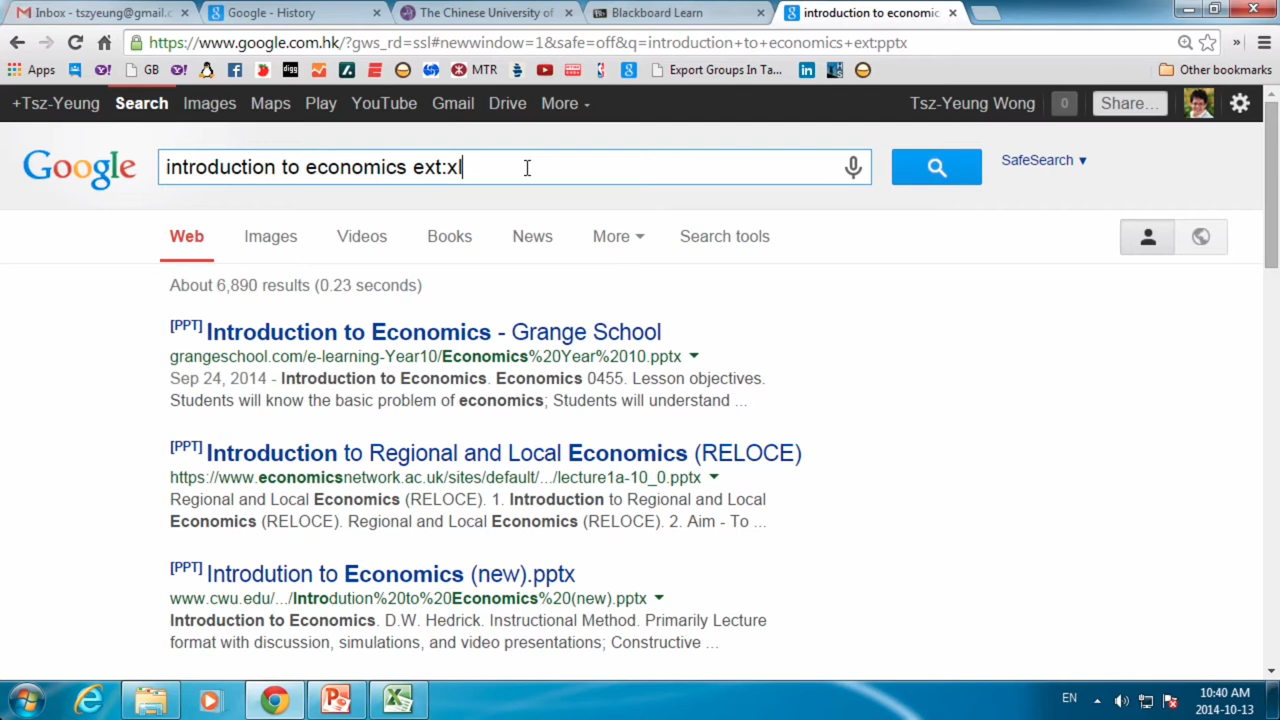 Inbox - tszyeung@gmail.c
Google - History
The Chinese University of
Blackboard Learn
introduction to economic
https://www.google.com.hk/?gws_rd=ssl#newwindow=1&safe=off&q=introduction+to+economics+ext:pptx
Apps
GB
digg
MTR
Export Groups In Ta...
Other bookmarks
+Tsz-Yeung Search Images Maps Play YouTube Gmail Drive More
Tsz-Yeung Wong 0 Share...
Google
introduction to economics ext:xl
SafeSearch
Web Images Videos Books News More Search tools
About 6,890 results (0.23 seconds)
[PPT] Introduction to Economics - Grange School
grangeschool.com/e-learning-Year10/Economics%20Year%2010.pptx
Sep 24, 2014 - Introduction to Economics. Economics 0455. Lesson objectives.
Students will know the basic problem of economics; Students will understand ...
[PPT] Introduction to Regional and Local Economics (RELOCE)
https://www.economicsnetwork.ac.uk/sites/default/.../lecture1a-10_0.pptx
Regional and Local Economics (RELOCE). 1. Introduction to Regional and Local
Economics (RELOCE). Regional and Local Economics (RELOCE). 2. Aim - To ...
[PPT] Introdution to Economics (new).pptx
www.cwu.edu/.../Introdution%20to%20Economics%20(new).pptx
Introduction to Economics. D.W. Hedrick. Instructional Method. Primarily Lecture
format with discussion, simulations, and video presentations; Constructive ...
EN
10:40 AM
2014-10-13